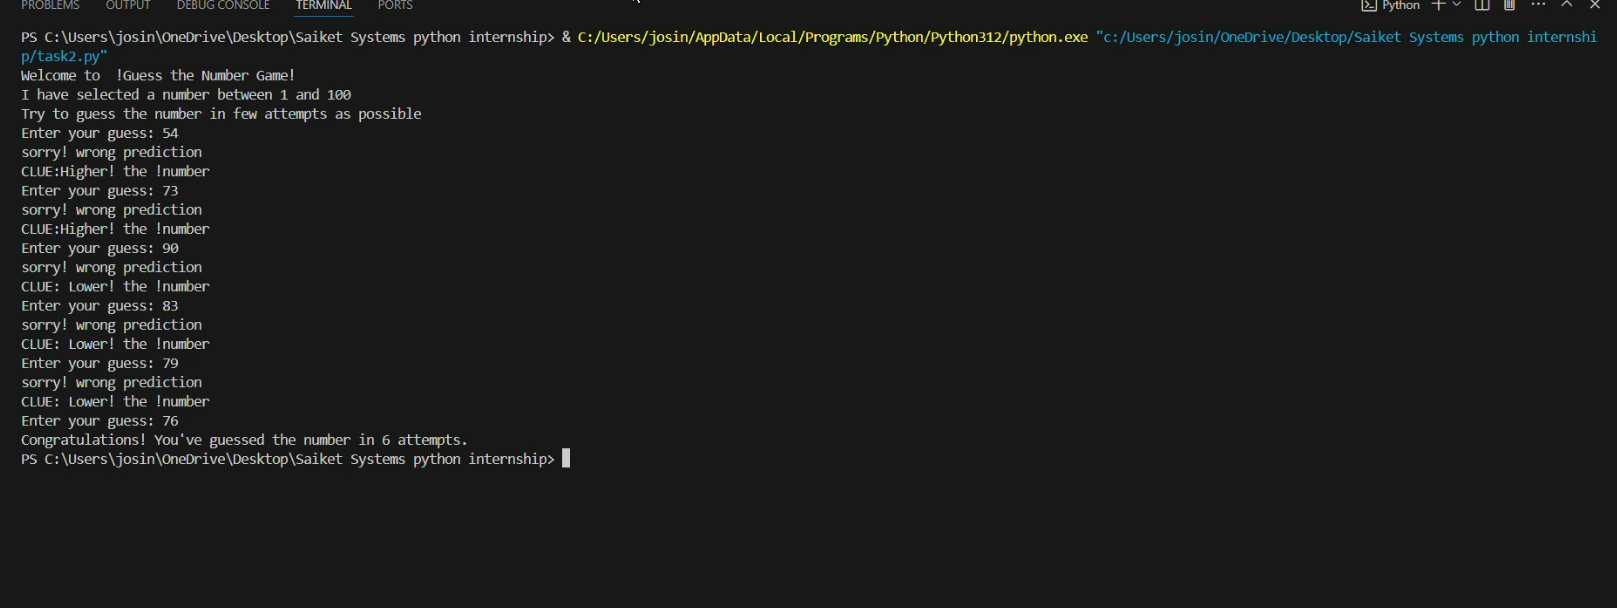 PROBLEMS OUTPUT DEBUG CONSOLE TERMINAL PORTS Python
PS C:\Users\josin\OneDrive\Desktop\Saiket Systems python internship> & C:/Users/josin/AppData/Local/Programs/Python/Python312/python.exe "c:/Users/josin/OneDrive/Desktop/Saiket Systems python internshi
p/task2.py"
Welcome to  !Guess the Number Game!
I have selected a number between 1 and 100
Try to guess the number in few attempts as possible
Enter your guess: 54
sorry! wrong prediction
CLUE:Higher! the !number
Enter your guess: 73
sorry! wrong prediction
CLUE:Higher! the !number
Enter your guess: 90
sorry! wrong prediction
CLUE: Lower! the !number
Enter your guess: 83
sorry! wrong prediction
CLUE: Lower! the !number
Enter your guess: 79
sorry! wrong prediction
CLUE: Lower! the !number
Enter your guess: 76
Congratulations! You've guessed the number in 6 attempts.
PS C:\Users\josin\OneDrive\Desktop\Saiket Systems python internship>